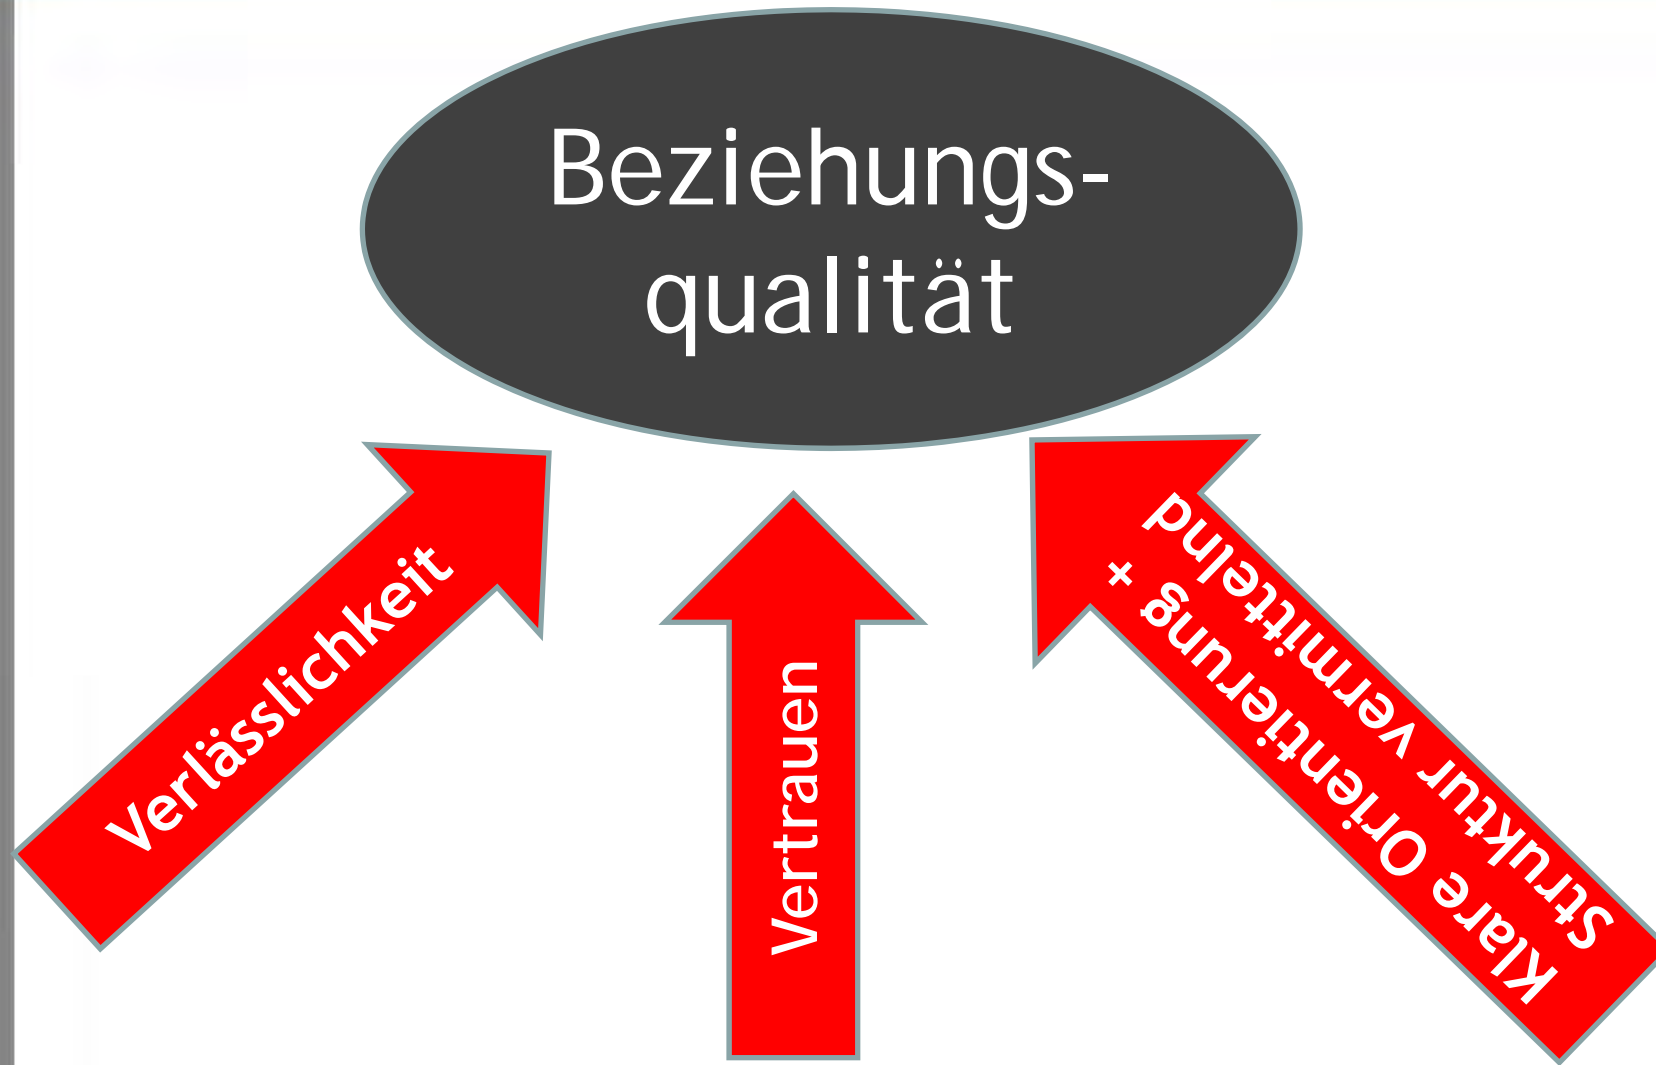 Beziehungs-
qualität
Verlässlichkeit
Vertrauen
Klare Orientierung +
Struktur vermittelnd